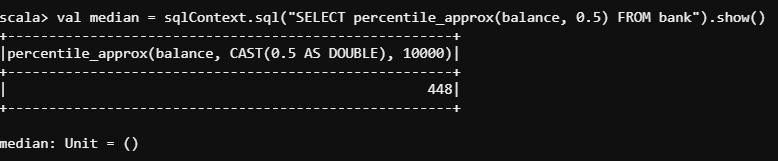 scala> val median = sqlContext.sql("SELECT percentile_approx(balance, 0.5) FROM bank").show()
+-----------------------------------------------------+
|percentile_approx(balance, CAST(0.5 AS DOUBLE), 10000)|
+-----------------------------------------------------+
|                                                  448|
+-----------------------------------------------------+
median: Unit = ()